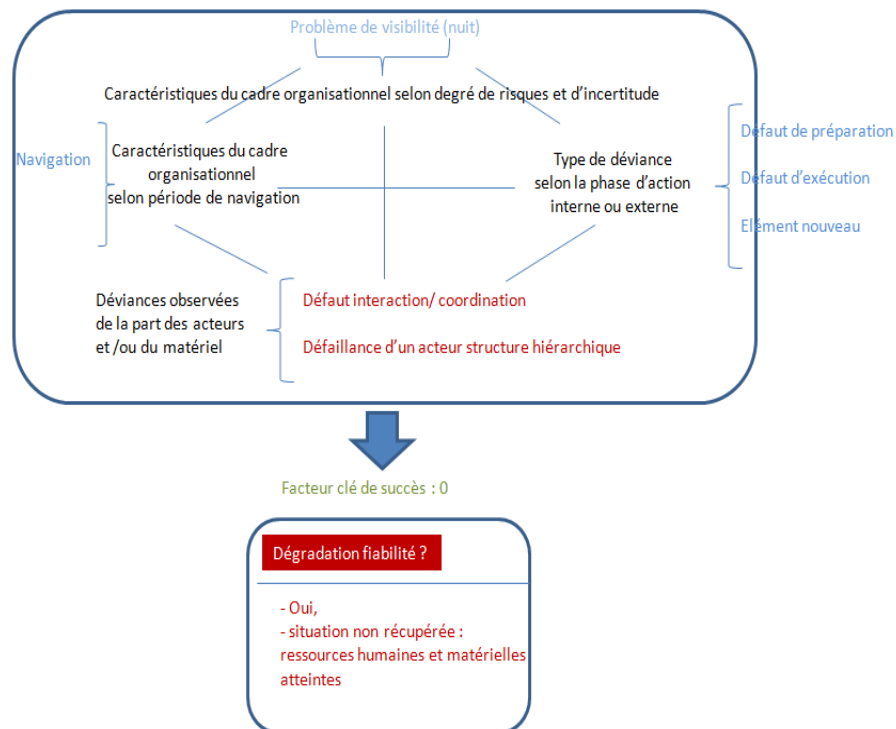 Problème de visibilité (nuit)
Caractéristiques du cadre organisationnel selon degré de risques et d'incertitude
Navigation
Caractéristiques du cadre
organisationnel
selon période de navigation
Type de déviance
selon la phase d'action
interne ou externe
Défaut de préparation
Défaut d'exécution
Elément nouveau
Déviances observées
de la part des acteurs
et /ou du matériel
Défaut interaction/ coordination
Défaillance d'un acteur structure hiérarchique
Facteur clé de succès : 0
Dégradation fiabilité ?
- Oui,
- situation non récupérée :
ressources humaines et matérielles
atteintes